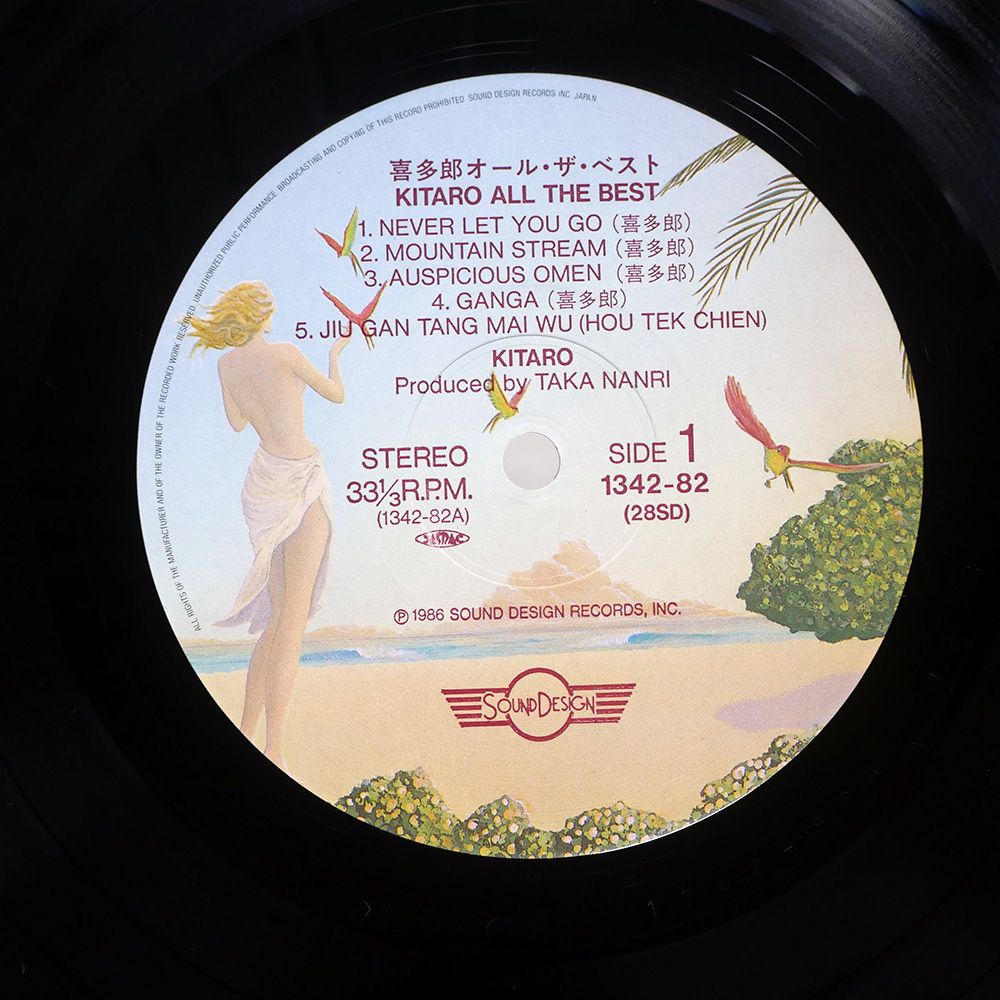 ALL RIGHTS OF THE MANUFACTURER AND OF THE OWNER OF THE RECORDED WORK RESERVED. UNAUTHORIZED PUBLIC PERFORMANCE. BROADCASTING AND COPYING OF THIS RECORD PROHIBITED. SOUND DESIGN RECORDS INC. JAPAN
喜多郎オール・ザ・ベスト
KITARO ALL THE BEST
1. NEVER LET YOU GO (喜多郎)
2. MOUNTAIN STREAM (喜多郎)
3. AUSPICIOUS OMEN (喜多郎)
4. GANGA (喜多郎)
5. JIU GAN TANG MAI WU (HOU TEK CHIEN)
KITARO
Produced by TAKA NANRI
STEREO
33⅓R.P.M.
(1342-82A)
JASRAC
SIDE 1
1342-82
(28SD)
Ⓟ 1986 SOUND DESIGN RECORDS, INC.
SOUND DESIGN